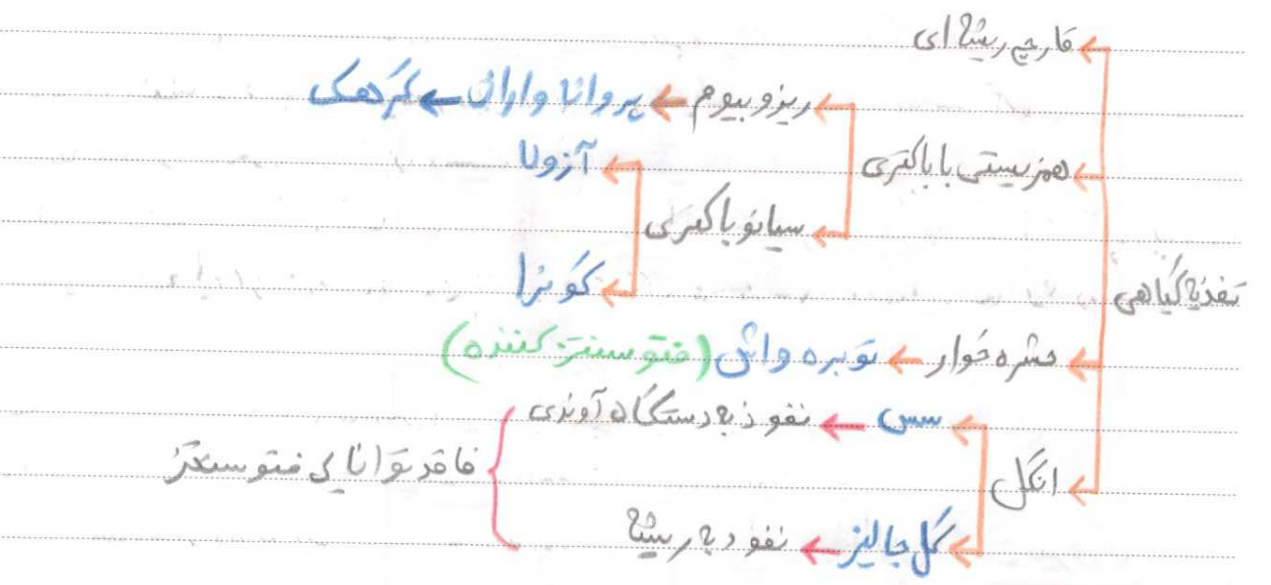 قارچ ریشه ای
ریزوبیوم ← پروانا واران ← گرهک
همزیستی با باکتری
آزولا
سیانوباکتری
گونرا
تغذیه گیاهی
حشره خوار ← توبره واش (فتوسنتز کننده)
سس ← نفوذ به دستگاه آوندی
انگل
فاقد توانایی فتوسنتز
گل جالیز ← نفوذ به ریشه